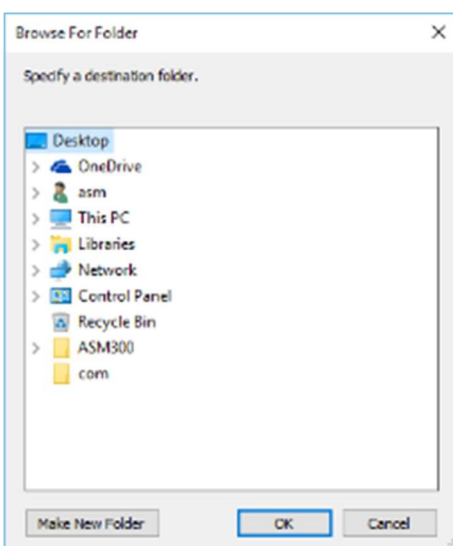 Browse For Folder
Specify a destination folder.
Desktop
OneDrive
asm
This PC
Libraries
Network
Control Panel
Recycle Bin
ASM300
com
Make New Folder
OK
Cancel